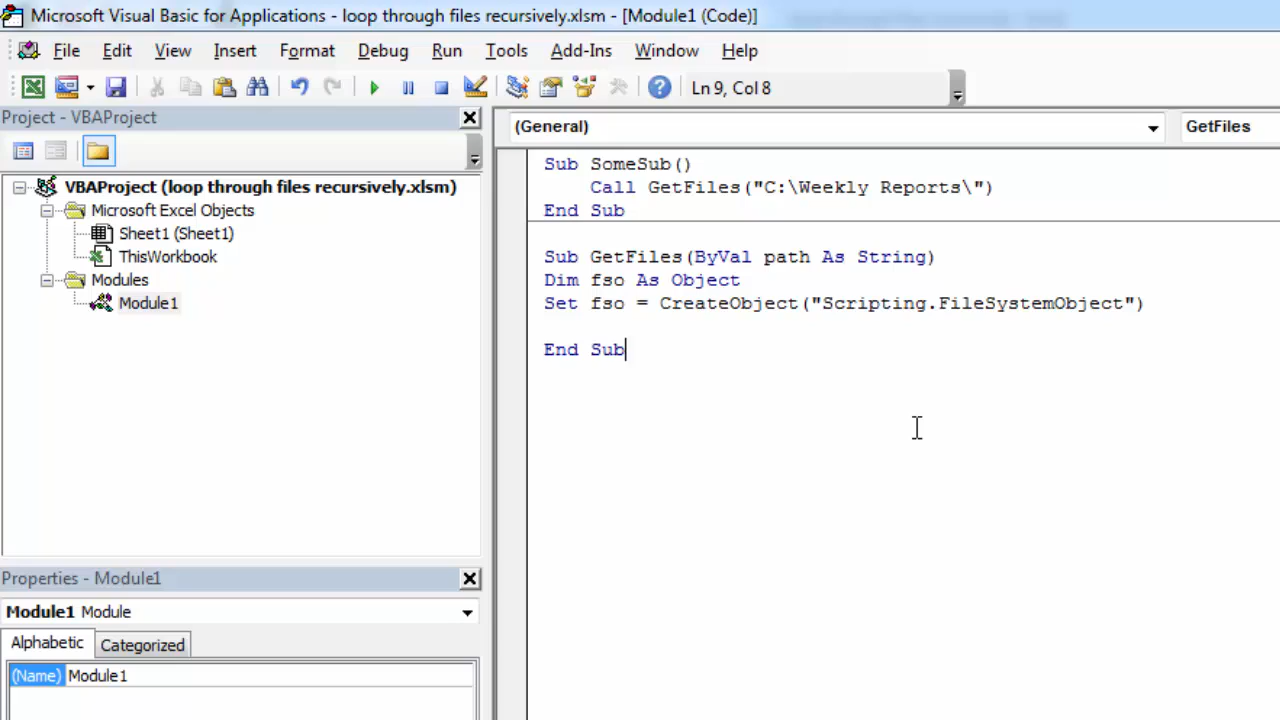 Microsoft Visual Basic for Applications - loop through files recursively.xlsm - [Module1 (Code)]
File Edit View Insert Format Debug Run Tools Add-Ins Window Help
Ln 9, Col 8
Project - VBAProject
(General)
GetFiles
VBAProject (loop through files recursively.xlsm)
Microsoft Excel Objects
Sheet1 (Sheet1)
ThisWorkbook
Modules
Module1
Sub SomeSub()
Call GetFiles("C:\Weekly Reports\")
End Sub
Sub GetFiles(ByVal path As String)
Dim fso As Object
Set fso = CreateObject("Scripting.FileSystemObject")
End Sub
Properties - Module1
Module1 Module
Alphabetic Categorized
(Name) Module1